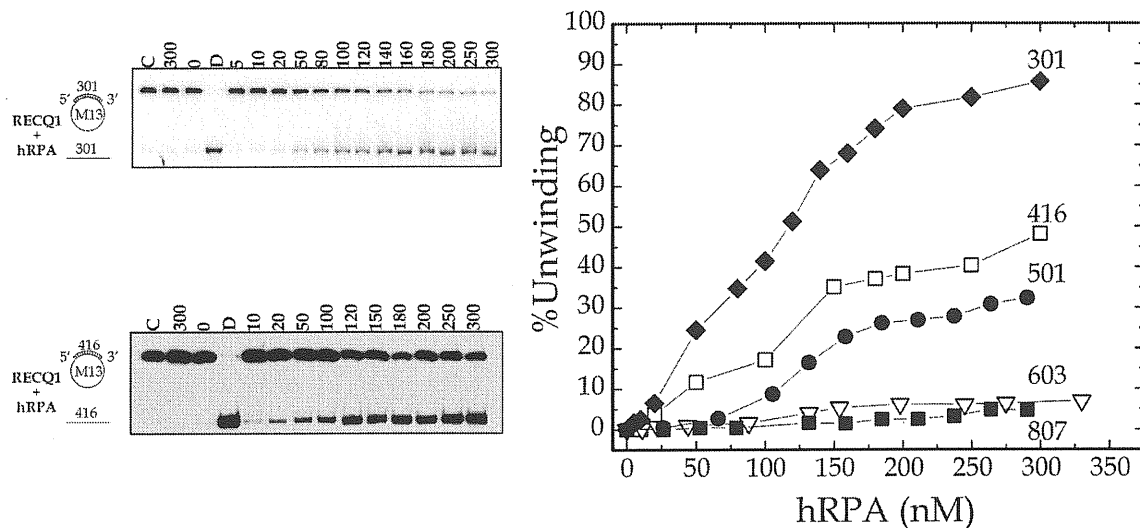 C 300 0 D 5 10 20 50 80 100 120 140 160 180 200 250 300
301
5′ 3′
M13
RECQ1
+
hRPA
301
C 300 0 D 10 20 50 100 120 150 180 200 250 300
416
5′ 3′
M13
RECQ1
+
hRPA
416
%Unwinding
100
90
80
70
60
50
40
30
20
10
0
301
416
501
603
807
0 50 100 150 200 250 300 350
hRPA (nM)